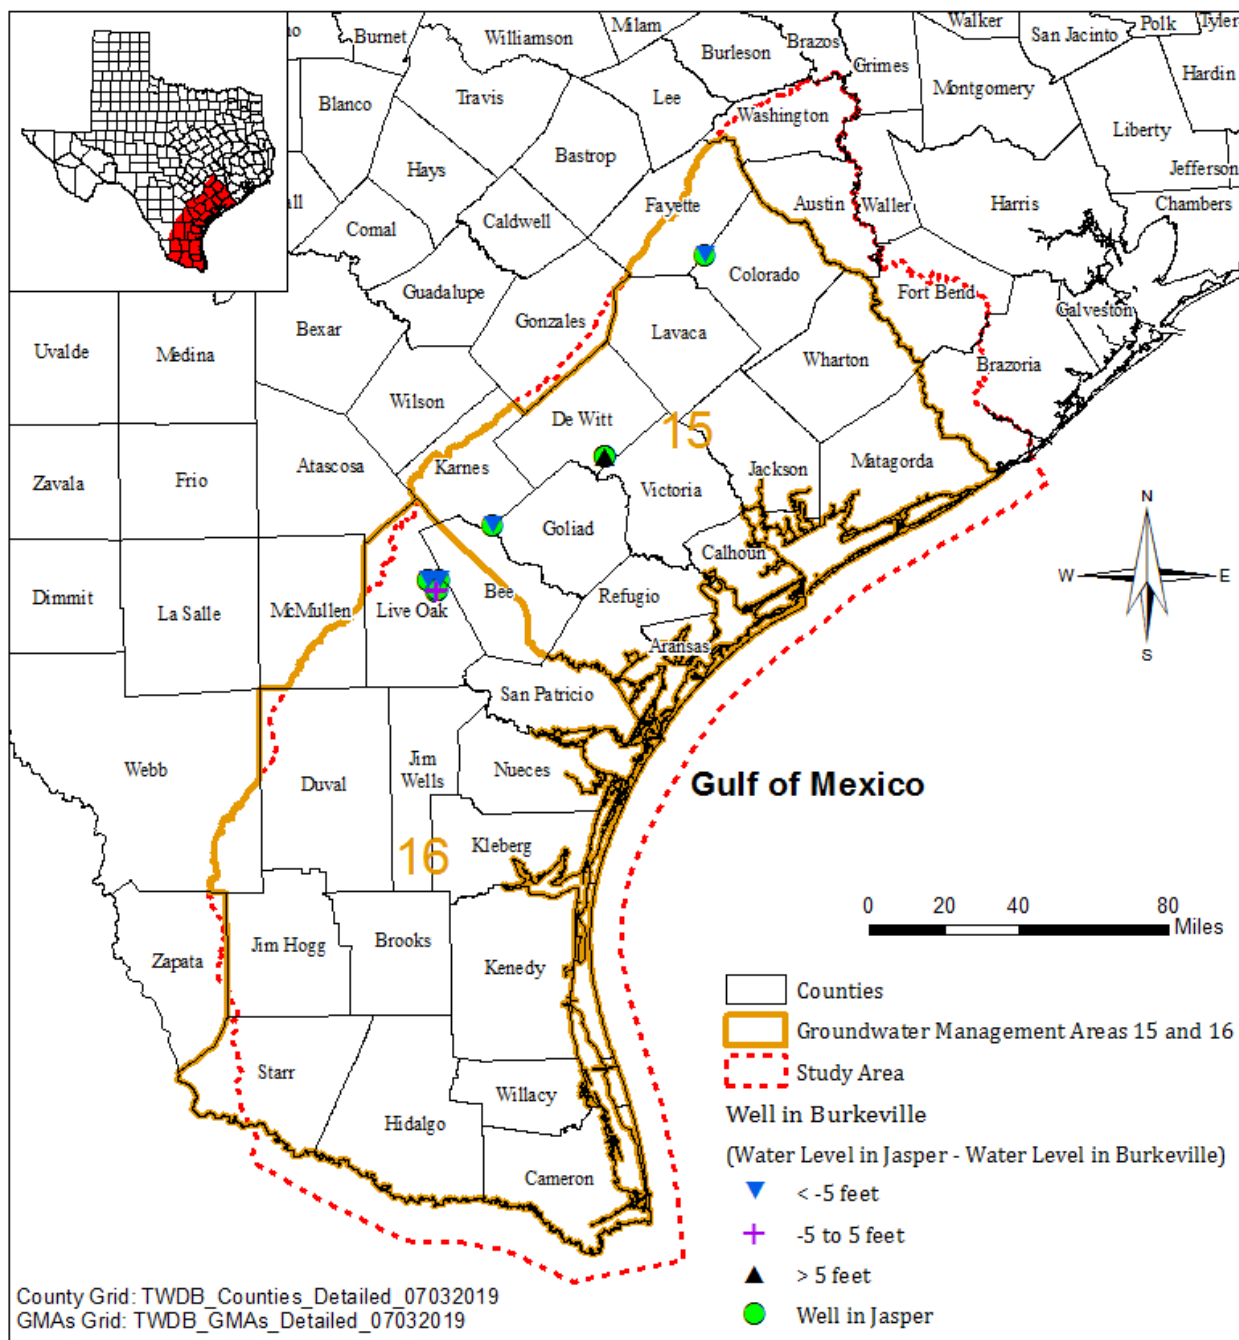 no
Burnet
Williamson
Milam
Burleson
Brazos
Grimes
Walker
San Jacinto
Polk
Tyler
Hardin
Montgomery
Liberty
Jefferson
Chambers
Blanco
Travis
Lee
Washington
Hays
Bastrop
Fayette
Austin
Waller
Harris
all
Comal
Caldwell
Colorado
Fort Bend
Galveston
Guadalupe
Bexar
Gonzales
Lavaca
Wharton
Brazoria
Uvalde
Medina
Wilson
De Witt
15
Matagorda
Zavala
Frio
Atascosa
Karnes
Victoria
Jackson
Goliad
Calhoun
Dimmit
La Salle
McMullen
Live Oak
Bee
Refugio
Aransas
San Patricio
Webb
Duval
Jim
Wells
Nueces
Gulf of Mexico
16
Kleberg
Zapata
Jim Hogg
Brooks
Kenedy
Starr
Hidalgo
Willacy
Cameron
N
W
E
S
0 20 40 80
Miles
Counties
Groundwater Management Areas 15 and 16
Study Area
Well in Burkeville
(Water Level in Jasper - Water Level in Burkeville)
< -5 feet
-5 to 5 feet
> 5 feet
Well in Jasper
County Grid: TWDB_Counties_Detailed_07032019
GMAs Grid: TWDB_GMAs_Detailed_07032019